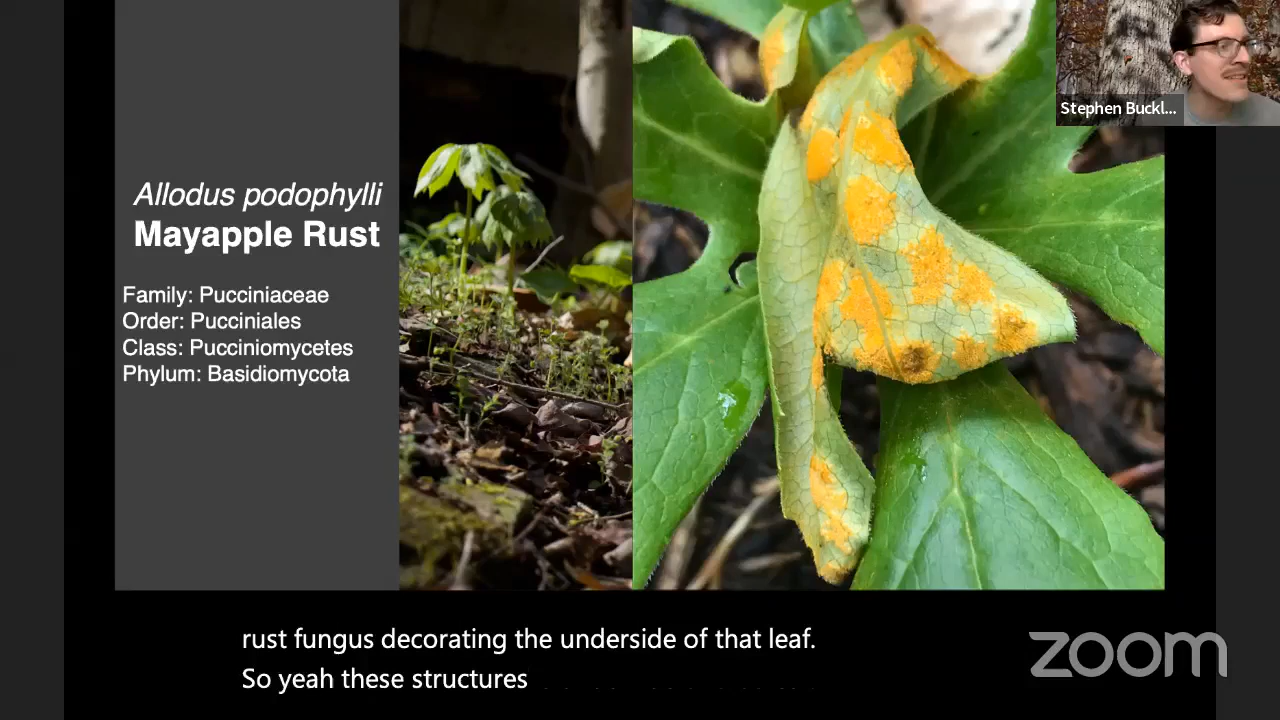 Allodus podophylli
Mayapple Rust
Family: Pucciniaceae
Order: Pucciniales
Class: Pucciniomycetes
Phylum: Basidiomycota
Stephen Buckl...
rust fungus decorating the underside of that leaf.
So yeah these structures
zoom